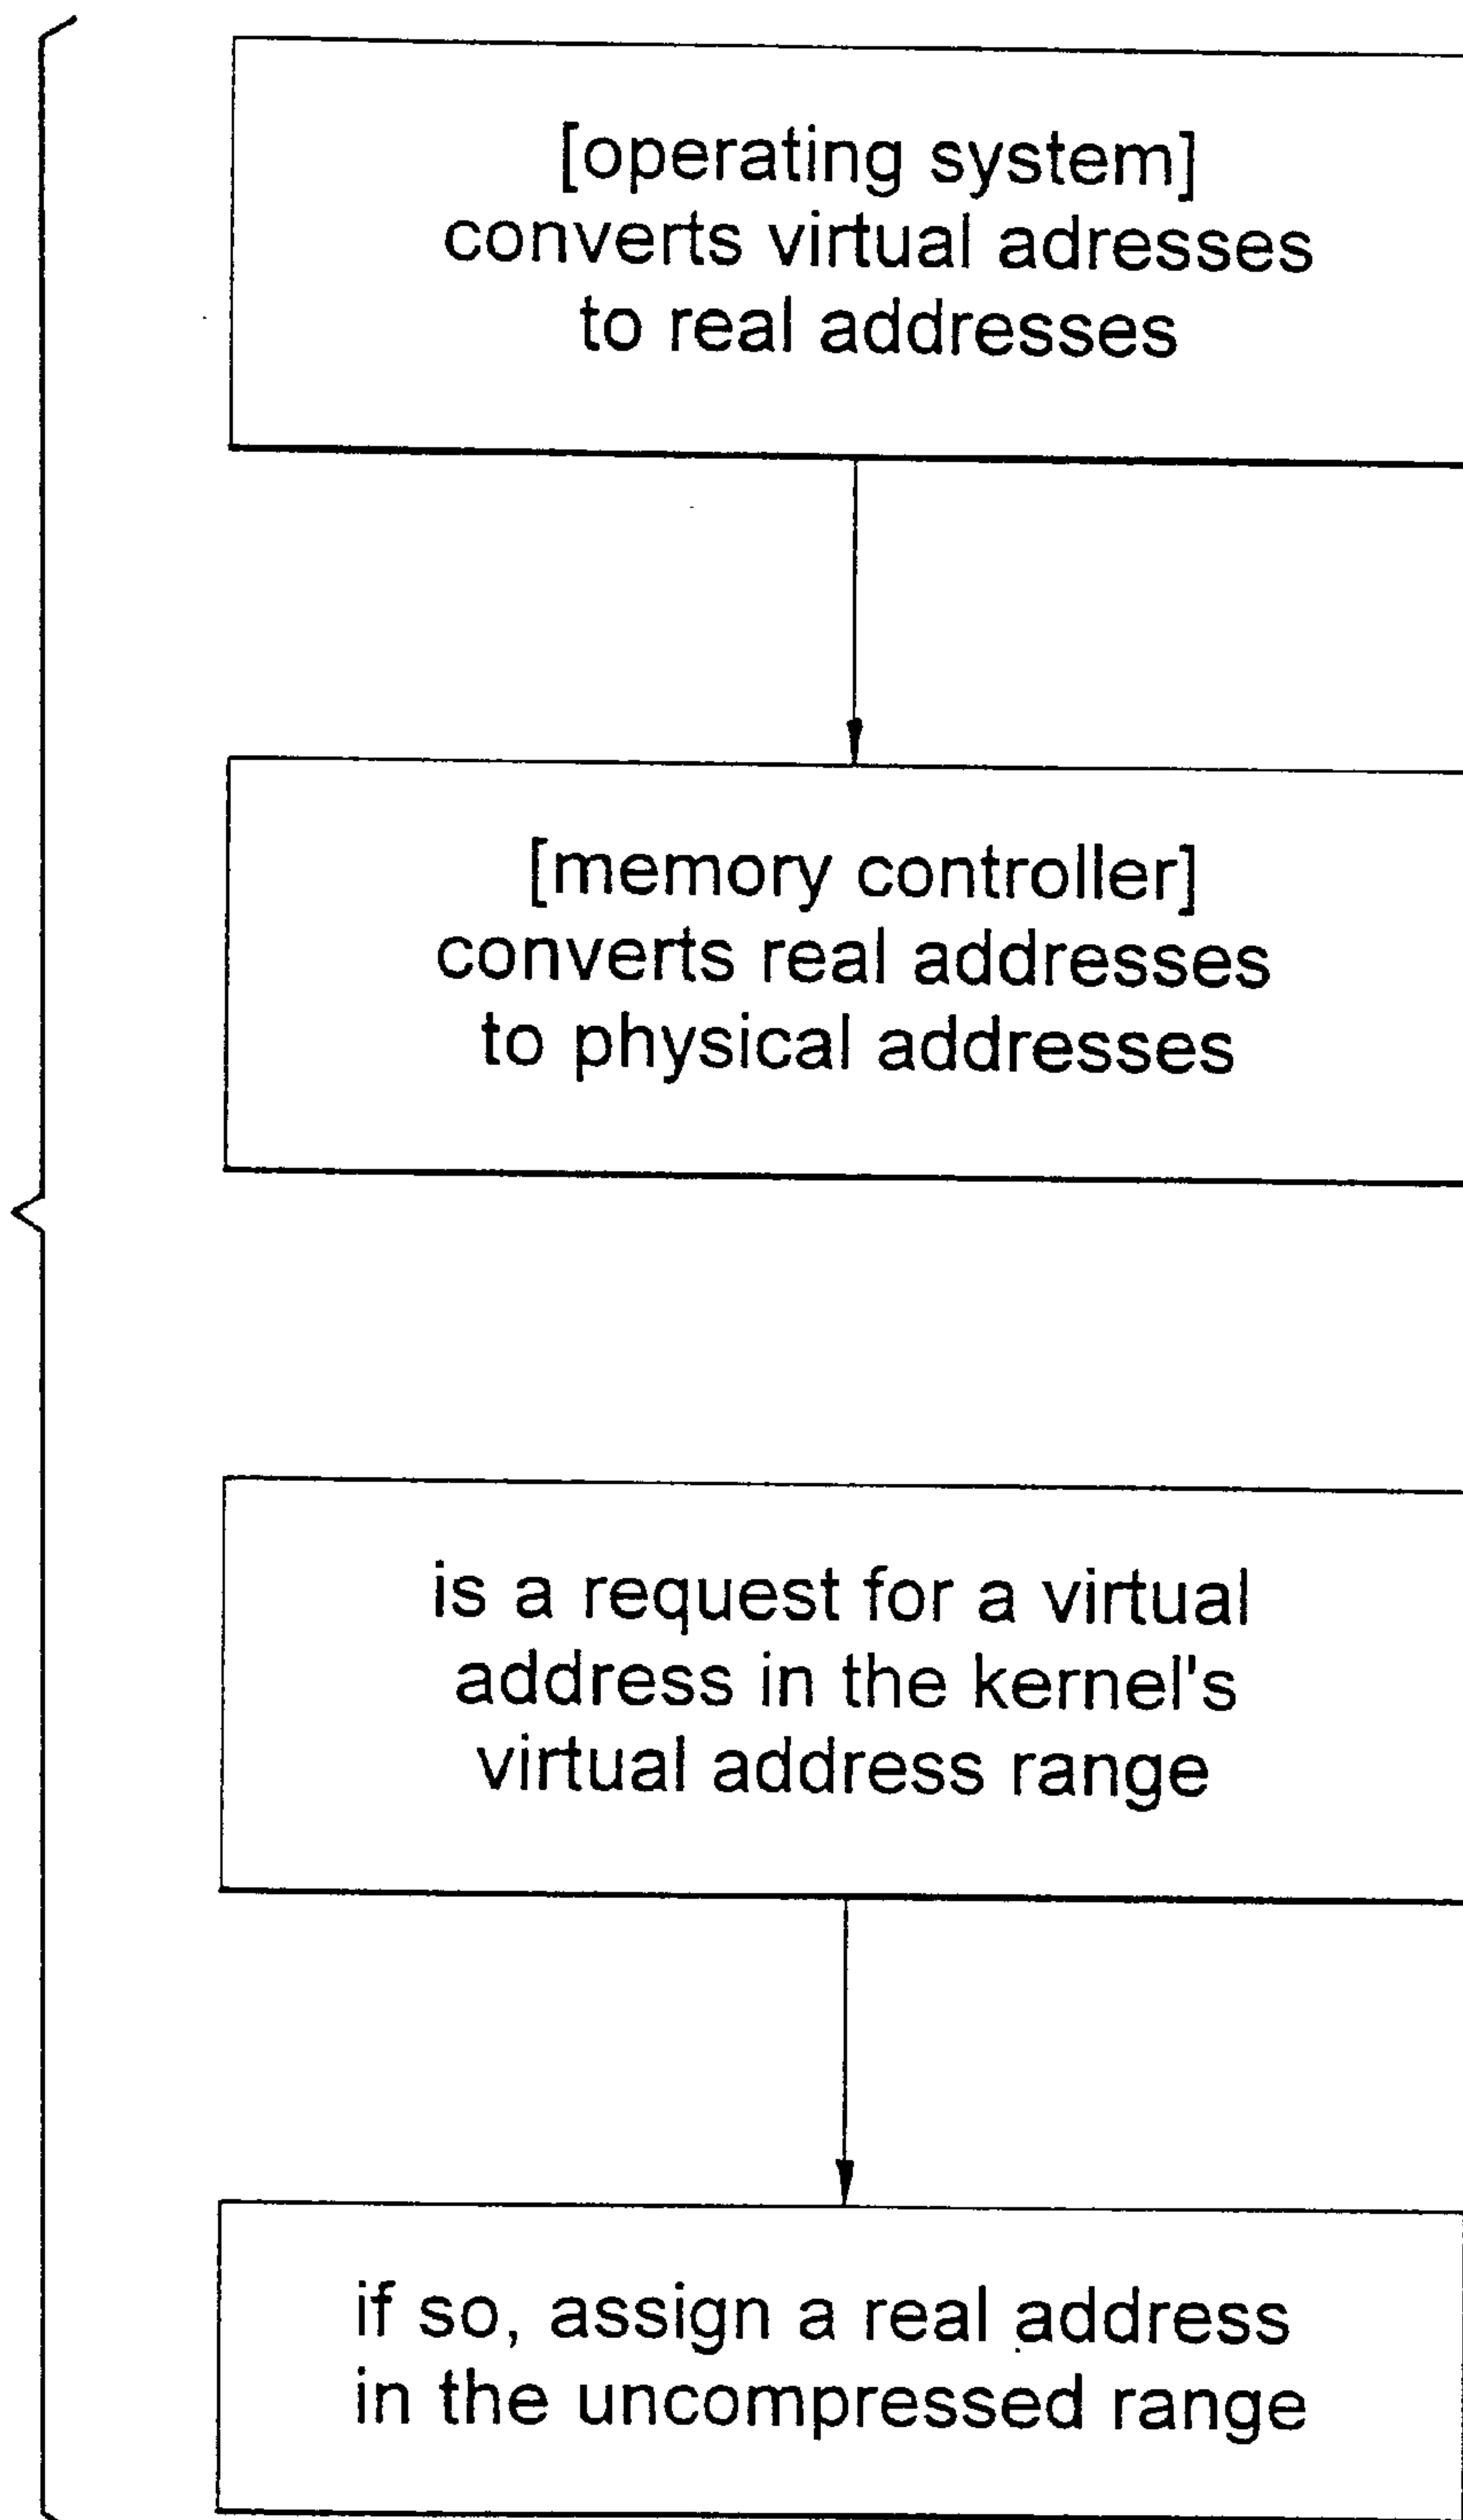 [operating system]
converts virtual adresses
to real addresses
[memory controller]
converts real addresses
to physical addresses
is a request for a virtual
address in the kernel's
virtual address range
if so, assign a real address
in the uncompressed range